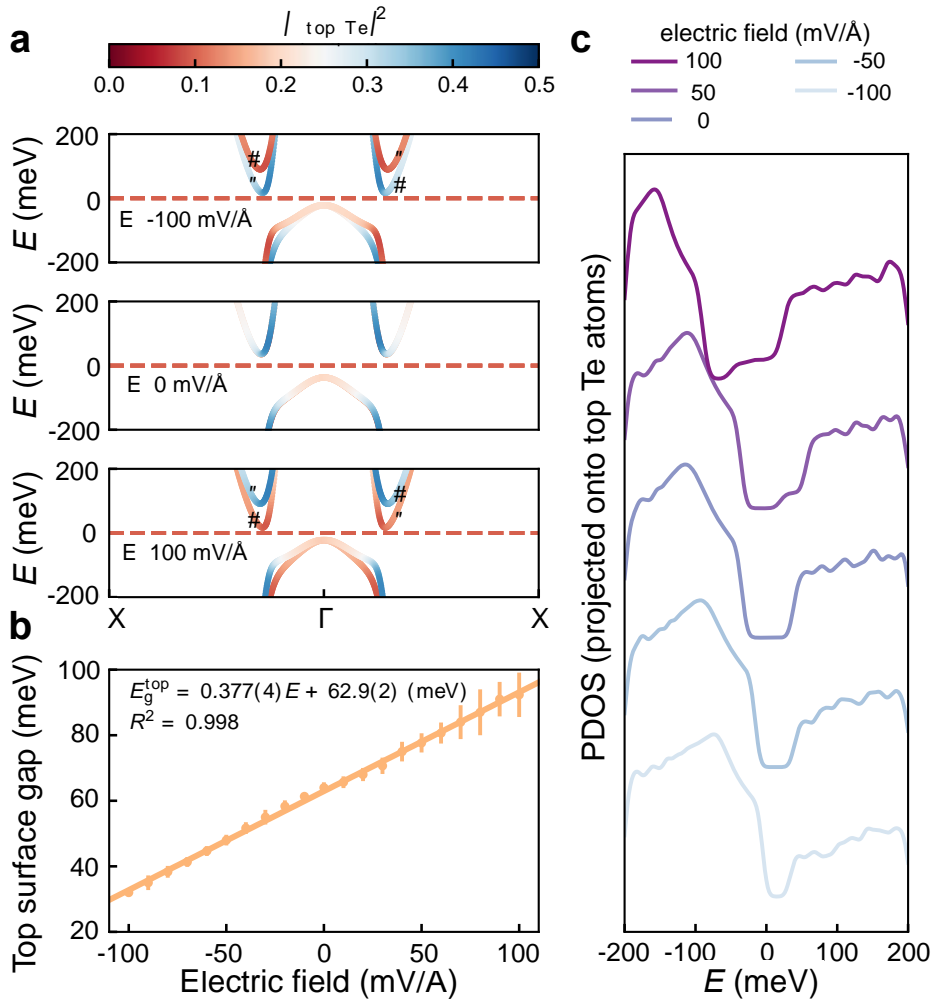 a
| top Te|²
0.0 0.1 0.2 0.3 0.4 0.5
E (meV)
200
0
-200
#
"
"
#
E -100 mV/Å
E (meV)
200
0
-200
E 0 mV/Å
E (meV)
200
0
-200
"
#
#
"
E 100 mV/Å
X Γ X
b
Top surface gap (meV)
100
80
60
40
20
E_g^top = 0.377(4)E + 62.9(2) (meV)
R² = 0.998
-100 -50 0 50 100
Electric field (mV/A)
c
electric field (mV/Å)
100 -50
50 -100
0
PDOS (projected onto top Te atoms)
-200 -100 0 100 200
E (meV)